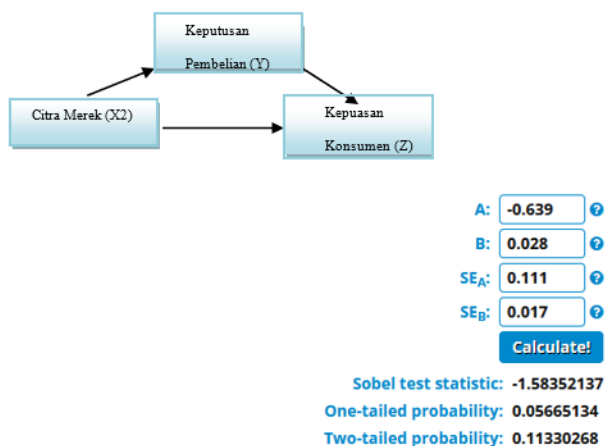 Keputusan
Pembelian (Y)
Citra Merek (X2)
Kepuasan
Konsumen (Z)
A: -0.639 ?
B: 0.028 ?
SEA: 0.111 ?
SEB: 0.017 ?
Calculate!
Sobel test statistic: -1.58352137
One-tailed probability: 0.05665134
Two-tailed probability: 0.11330268